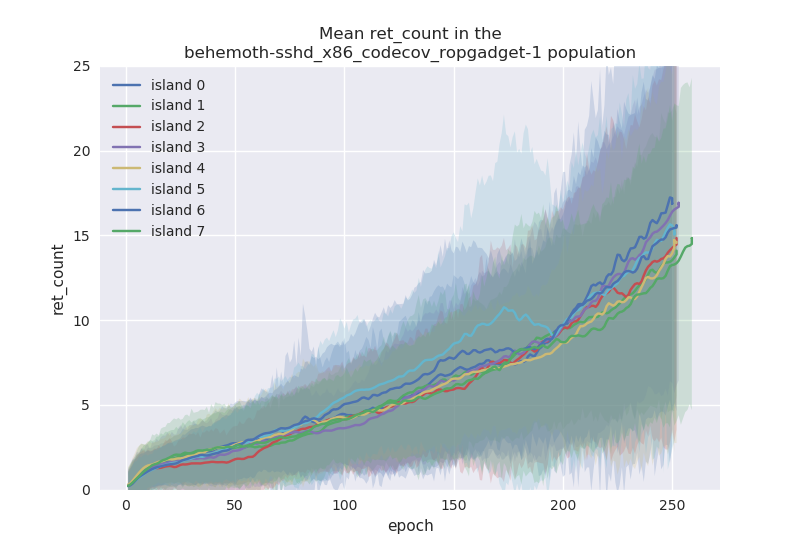 Mean ret_count in the
behemoth-sshd_x86_codecov_ropgadget-1 population
25
20
15
10
5
0
ret_count
island 0
island 1
island 2
island 3
island 4
island 5
island 6
island 7
0 50 100 150 200 250
epoch